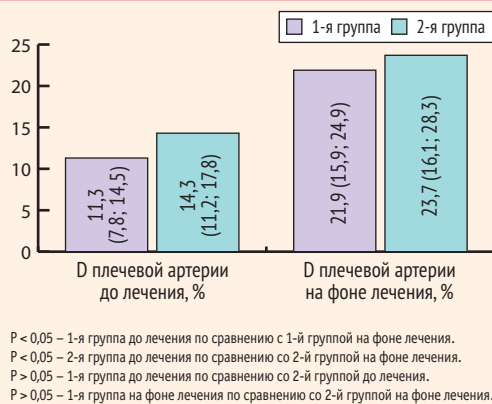 1-я группа 2-я группа
25
20
15
10
5
0
11,3
(7,8; 14,5)
14,3
(11,2; 17,8)
21,9 (15,9; 24,9)
23,7 (16,1; 28,3)
D плечевой артерии
до лечения, %
D плечевой артерии
на фоне лечения, %
P < 0,05 – 1-я группа до лечения по сравнению с 1-й группой на фоне лечения.
P < 0,05 – 2-я группа до лечения по сравнению со 2-й группой на фоне лечения.
P > 0,05 – 1-я группа до лечения по сравнению со 2-й группой до лечения.
P > 0,05 – 1-я группа на фоне лечения по сравнению со 2-й группой на фоне лечения.